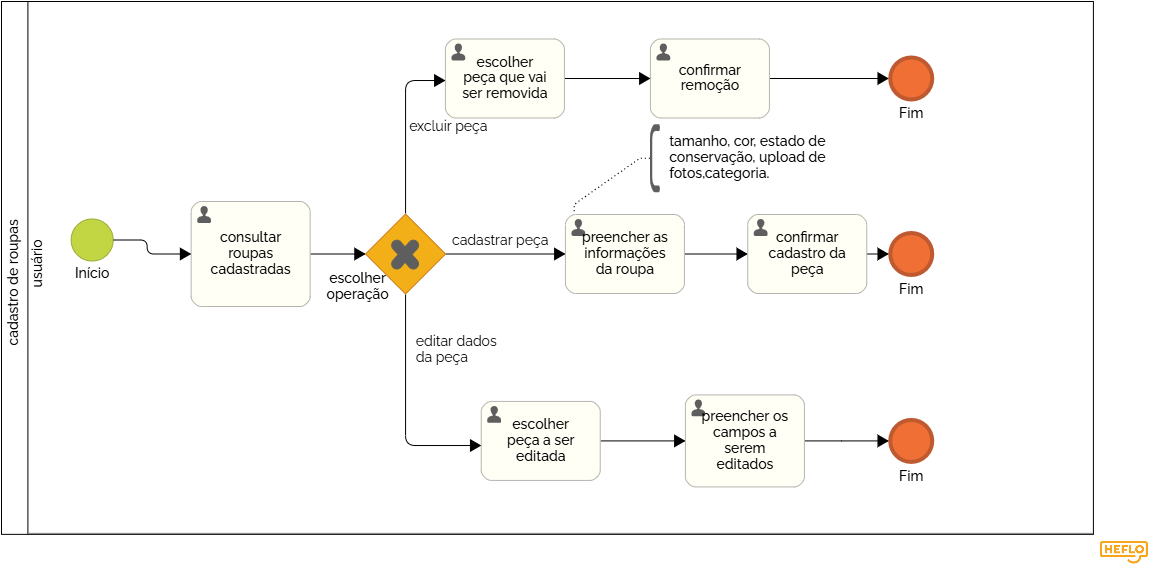 cadastro de roupas
usuário
Início
consultar
roupas
cadastradas
escolher
operação
excluir peça
escolher
peça que vai
ser removida
confirmar
remoção
Fim
tamanho, cor, estado de
conservação, upload de
fotos,categoria.
cadastrar peça
preencher as
informações
da roupa
confirmar
cadastro da
peça
Fim
editar dados
da peça
escolher
peça a ser
editada
preencher os
campos a
serem
editados
Fim
HEFLO